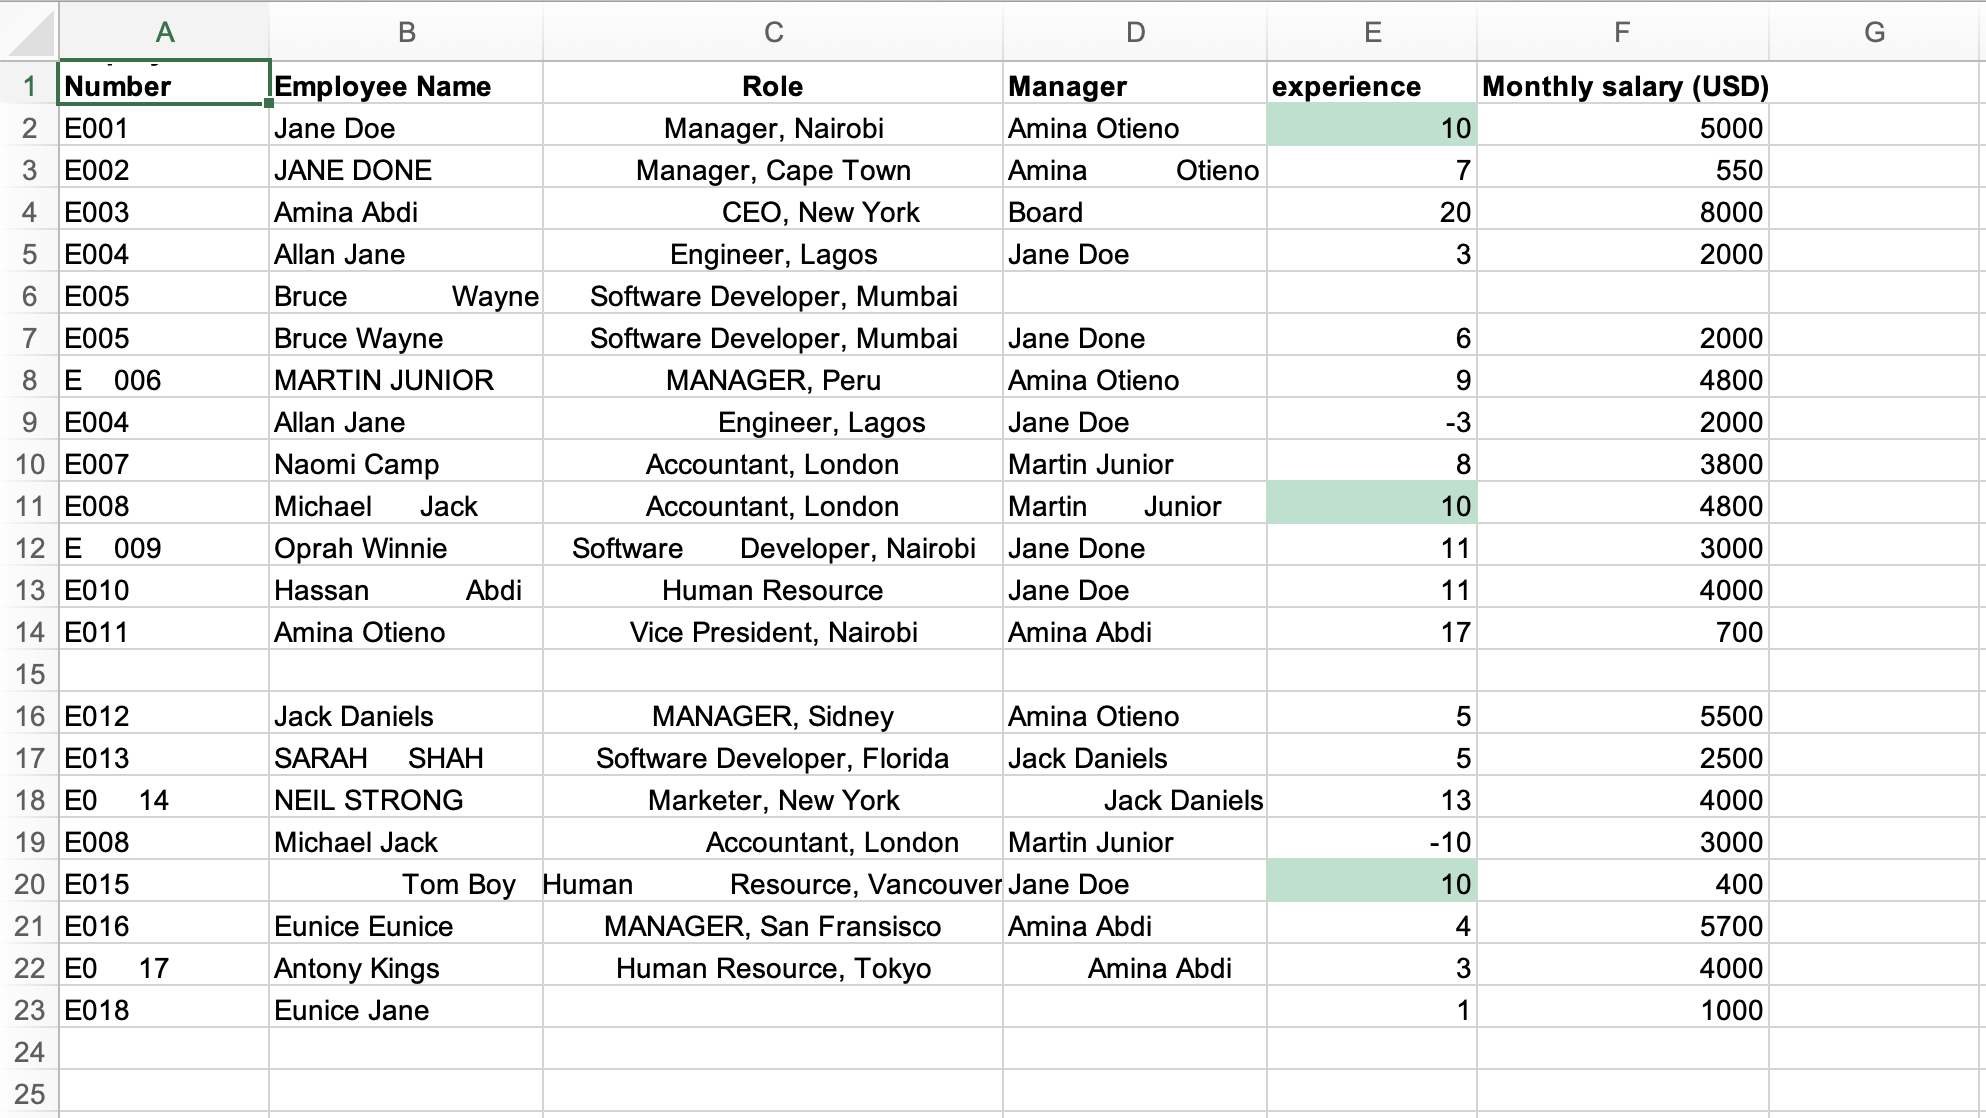 A B C D E F G
1 Number Employee Name Role Manager experience Monthly salary (USD)
2 E001 Jane Doe Manager, Nairobi Amina Otieno 10 5000
3 E002 JANE DONE Manager, Cape Town Amina Otieno 7 550
4 E003 Amina Abdi CEO, New York Board 20 8000
5 E004 Allan Jane Engineer, Lagos Jane Doe 3 2000
6 E005 Bruce Wayne Software Developer, Mumbai
7 E005 Bruce Wayne Software Developer, Mumbai Jane Done 6 2000
8 E 006 MARTIN JUNIOR MANAGER, Peru Amina Otieno 9 4800
9 E004 Allan Jane Engineer, Lagos Jane Doe -3 2000
10 E007 Naomi Camp Accountant, London Martin Junior 8 3800
11 E008 Michael Jack Accountant, London Martin Junior 10 4800
12 E 009 Oprah Winnie Software Developer, Nairobi Jane Done 11 3000
13 E010 Hassan Abdi Human Resource Jane Doe 11 4000
14 E011 Amina Otieno Vice President, Nairobi Amina Abdi 17 700
15
16 E012 Jack Daniels MANAGER, Sidney Amina Otieno 5 5500
17 E013 SARAH SHAH Software Developer, Florida Jack Daniels 5 2500
18 E0 14 NEIL STRONG Marketer, New York Jack Daniels 13 4000
19 E008 Michael Jack Accountant, London Martin Junior -10 3000
20 E015 Tom Boy Human Resource, Vancouver Jane Doe 10 400
21 E016 Eunice Eunice MANAGER, San Fransisco Amina Abdi 4 5700
22 E0 17 Antony Kings Human Resource, Tokyo Amina Abdi 3 4000
23 E018 Eunice Jane 1 1000
24
25